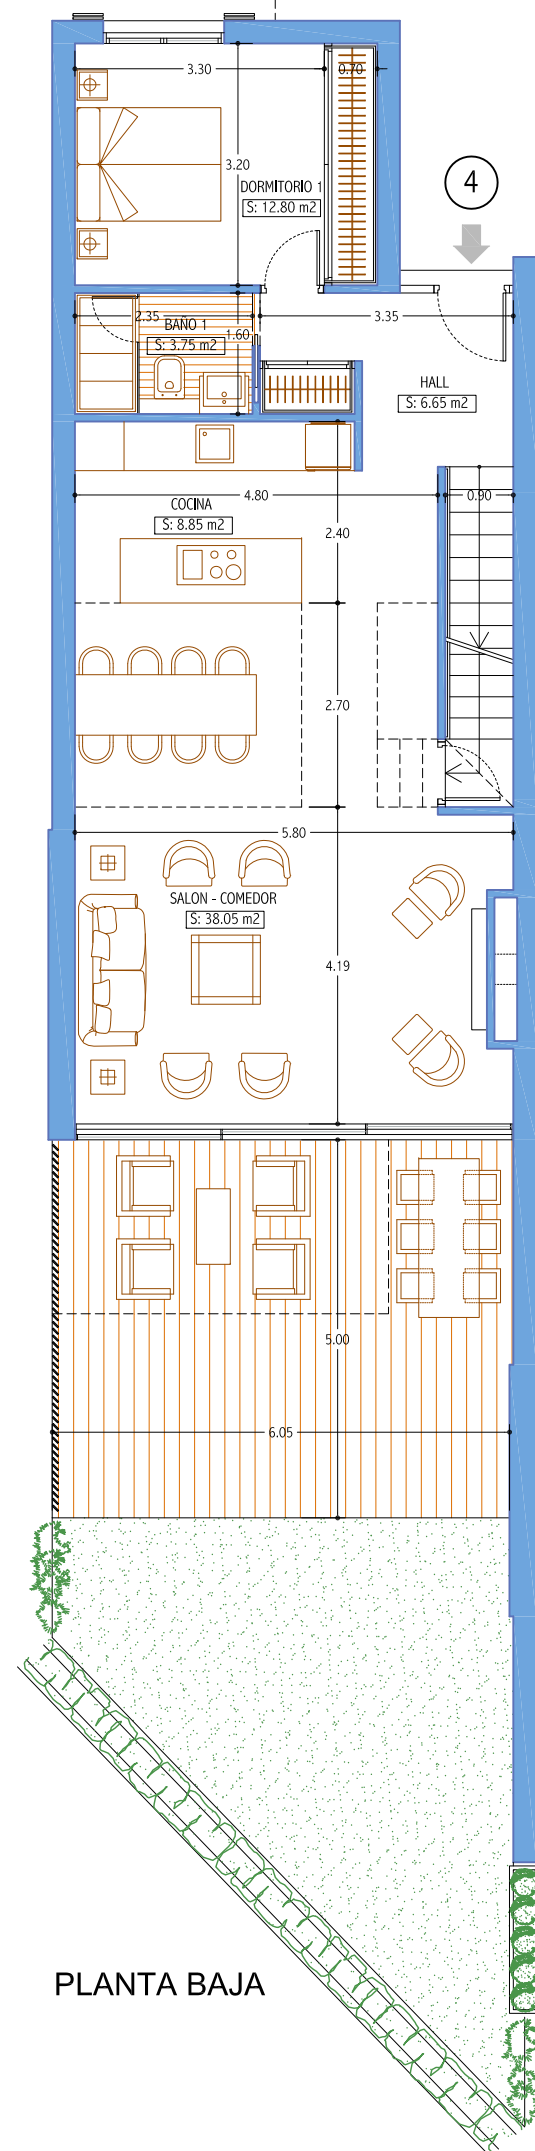 3.30
0.70
3.20
DORMITORIO 1
S: 12.80 m2
4
2.35
BAÑO 1
1.60
S: 3.75 m2
3.35
HALL
S: 6.65 m2
4.80
0.90
COCINA
S: 8.85 m2
2.40
2.70
5.80
SALON - COMEDOR
S: 38.05 m2
4.19
5.00
6.05
PLANTA BAJA